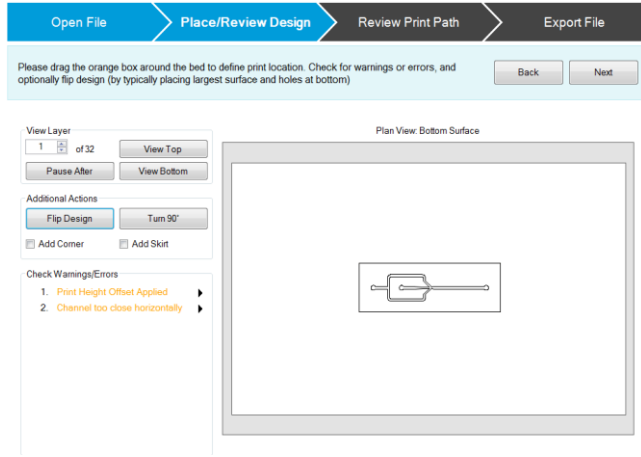 Open File
Place/Review Design
Review Print Path
Export File
Please drag the orange box around the bed to define print location. Check for warnings or errors, and
optionally flip design (by typically placing largest surface and holes at bottom)
Back
Next
View Layer
1 of 32
View Top
Pause After
View Bottom
Additional Actions
Flip Design
Turn 90°
Add Corner
Add Skirt
Check Warnings/Errors
1. Print Height Offset Applied
2. Channel too close horizontally
Plan View: Bottom Surface